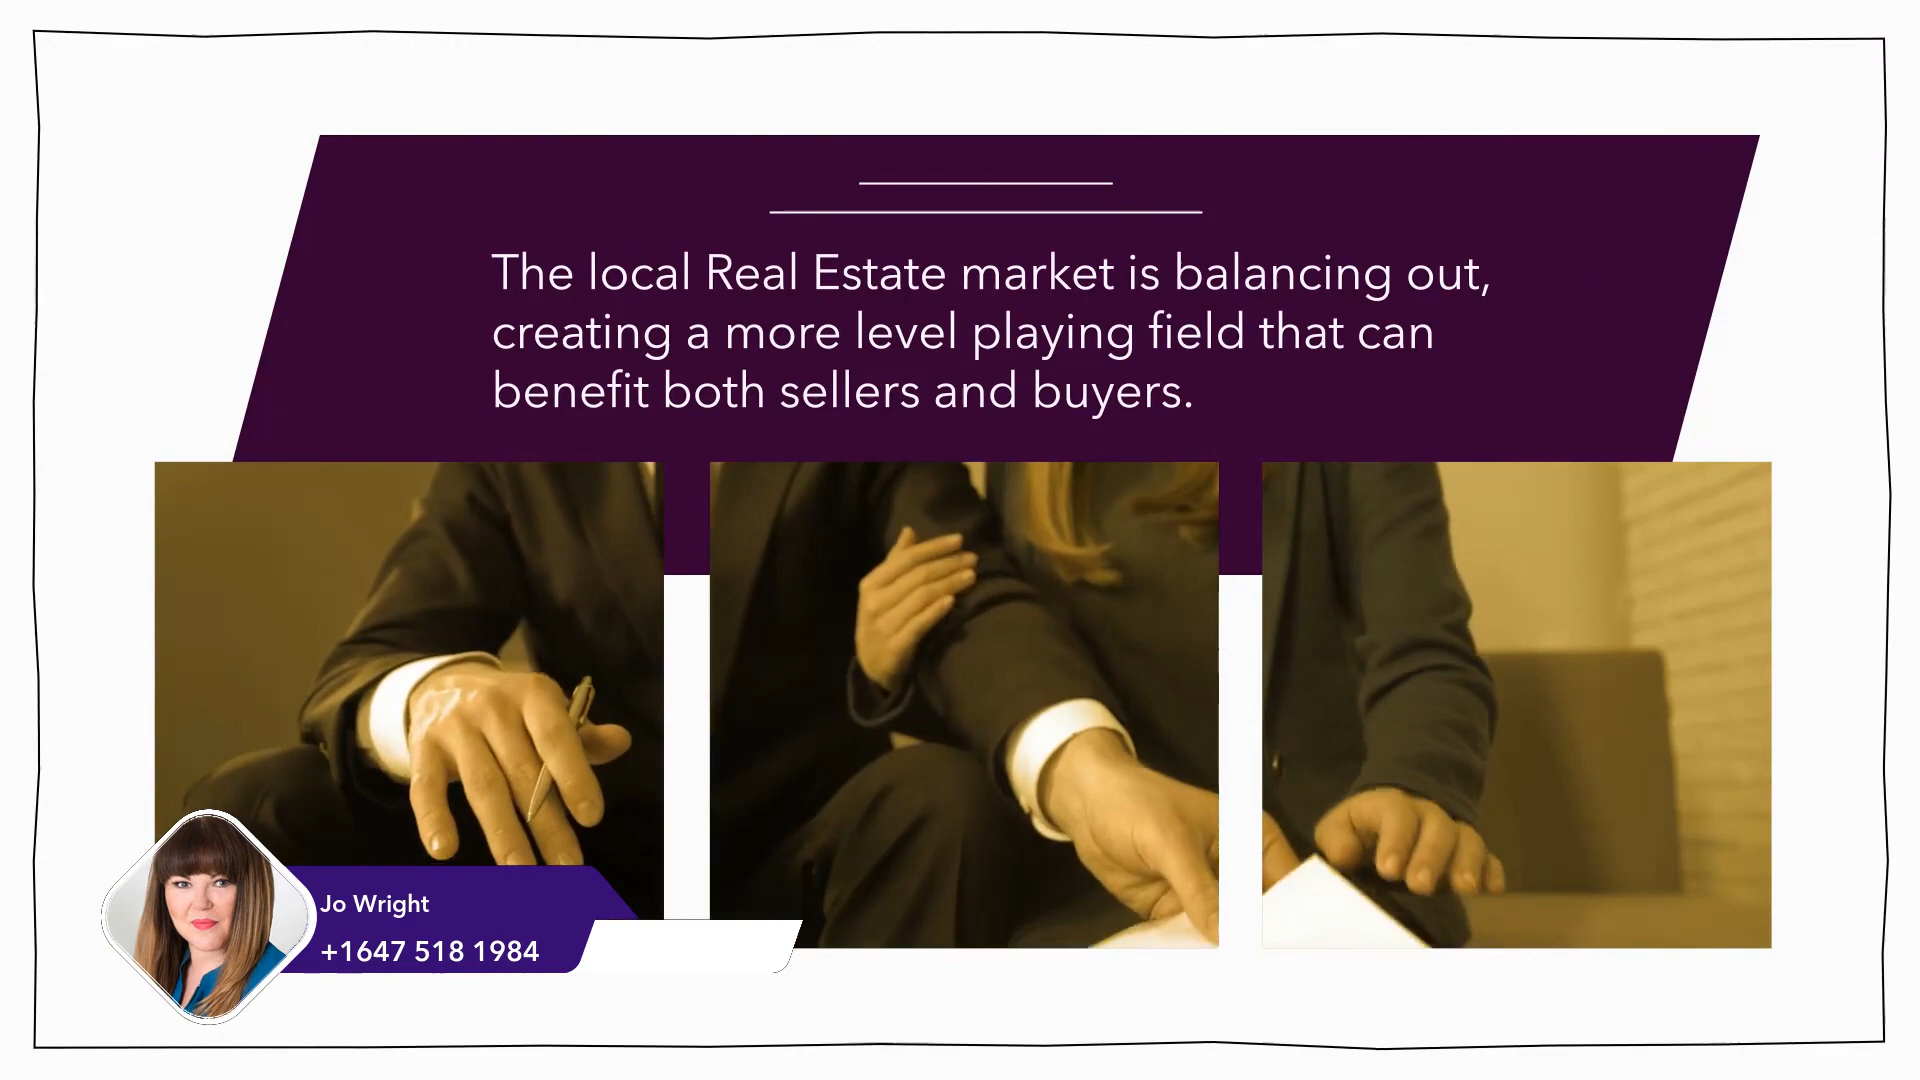 The local Real Estate market is balancing out,
creating a more level playing field that can
benefit both sellers and buyers.
Jo Wright
+1647 518 1984